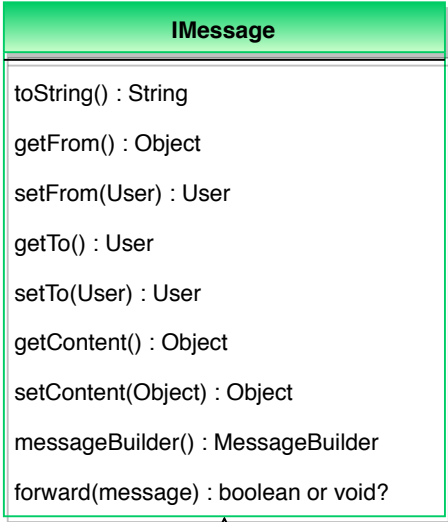 IMessage
toString() : String
getFrom() : Object
setFrom(User) : User
getTo() : User
setTo(User) : User
getContent() : Object
setContent(Object) : Object
messageBuilder() : MessageBuilder
forward(message) : boolean or void?